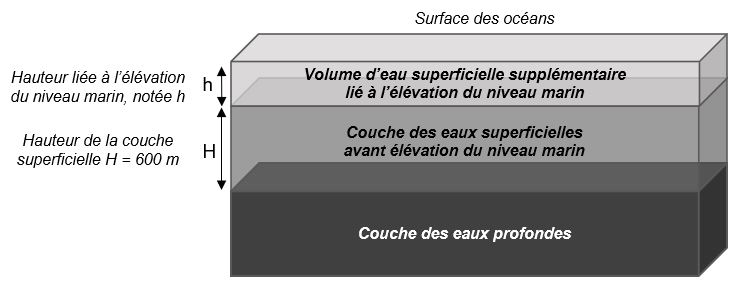 Surface des océans
Hauteur liée à l'élévation
du niveau marin, notée h
h
Volume d'eau superficielle supplémentaire
lié à l'élévation du niveau marin
Hauteur de la couche
superficielle H = 600 m
H
Couche des eaux superficielles
avant élévation du niveau marin
Couche des eaux profondes